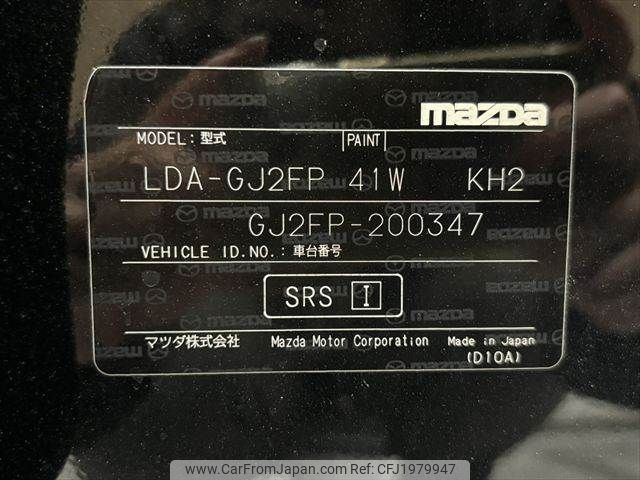 mazda
MODEL: 型式 PAINT
LDA-GJ2FP 41W KH2
GJ2FP-200347
VEHICLE ID.NO.: 車台番号
SRS I
マツダ株式会社 Mazda Motor Corporation Made in Japan
(D10A)
www.CarFromJapan.com | Ref No: CFJ1979947